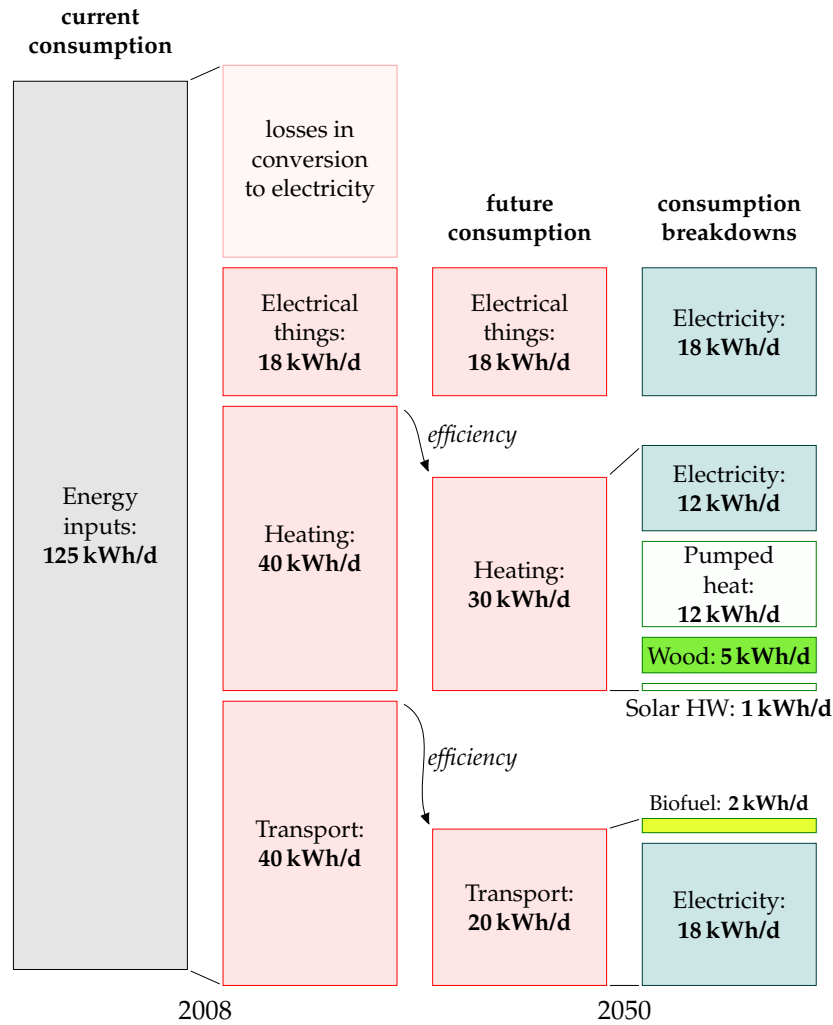 current
consumption
Energy
inputs:
125 kWh/d
losses in
conversion
to electricity
Electrical
things:
18 kWh/d
Heating:
40 kWh/d
Transport:
40 kWh/d
2008
future
consumption
Electrical
things:
18 kWh/d
efficiency
Heating:
30 kWh/d
efficiency
Transport:
20 kWh/d
consumption
breakdowns
Electricity:
18 kWh/d
Electricity:
12 kWh/d
Pumped
heat:
12 kWh/d
Wood: 5 kWh/d
Solar HW: 1 kWh/d
Biofuel: 2 kWh/d
Electricity:
18 kWh/d
2050